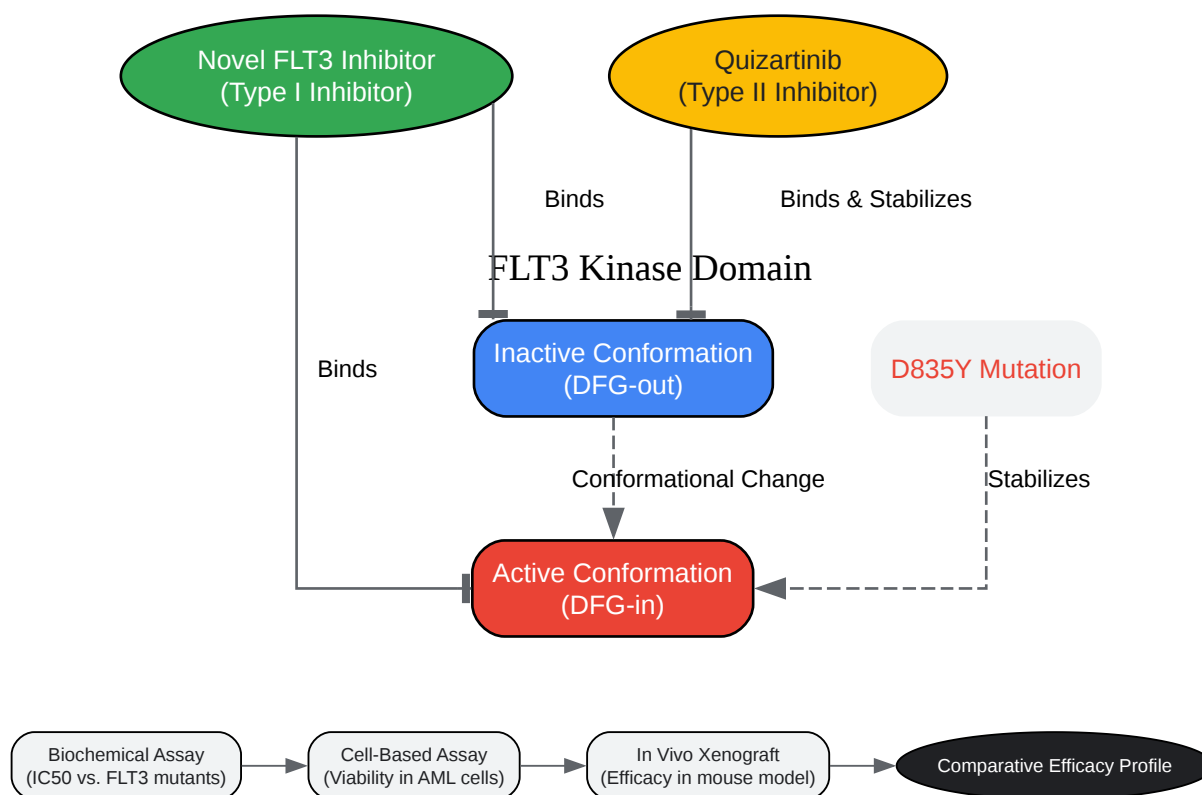 Novel FLT3 Inhibitor
(Type I Inhibitor)
Quizartinib
(Type II Inhibitor)
Binds
Binds & Stabilizes
FLT3 Kinase Domain
Inactive Conformation
(DFG-out)
Binds
D835Y Mutation
Conformational Change
Stabilizes
Active Conformation
(DFG-in)
Biochemical Assay
(IC50 vs. FLT3 mutants)
Cell-Based Assay
(Viability in AML cells)
In Vivo Xenograft
(Efficacy in mouse model)
Comparative Efficacy Profile